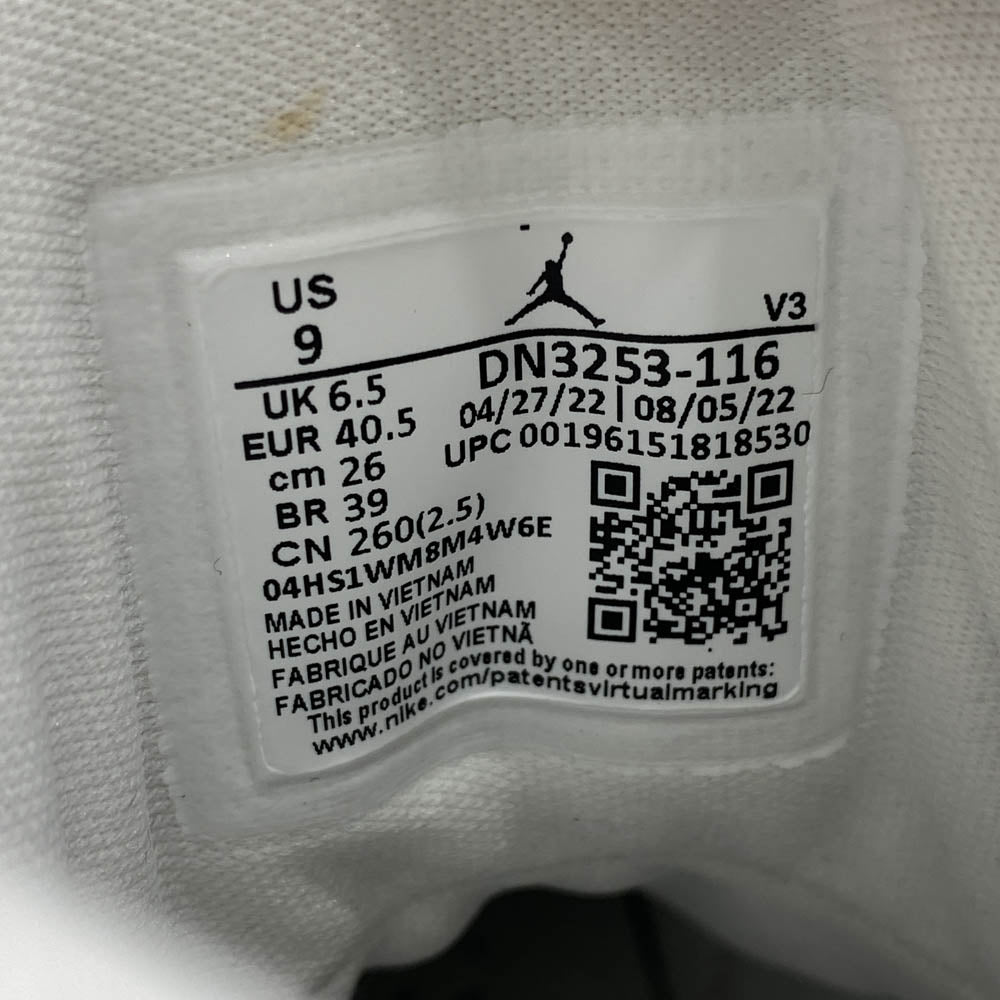 US
9
V3
UK 6.5
EUR 40.5
cm 26
BR 39
CN 260(2.5)
DN3253-116
04/27/22 | 08/05/22
UPC 00196151818530
04HS1WM8M4W6E
MADE IN VIETNAM
HECHO EN VIETNAM
FABRIQUE AU VIETNAM
FABRICADO NO VIETNÃ
This product is covered by one or more patents:
www.nike.com/patentsvirtualmarking